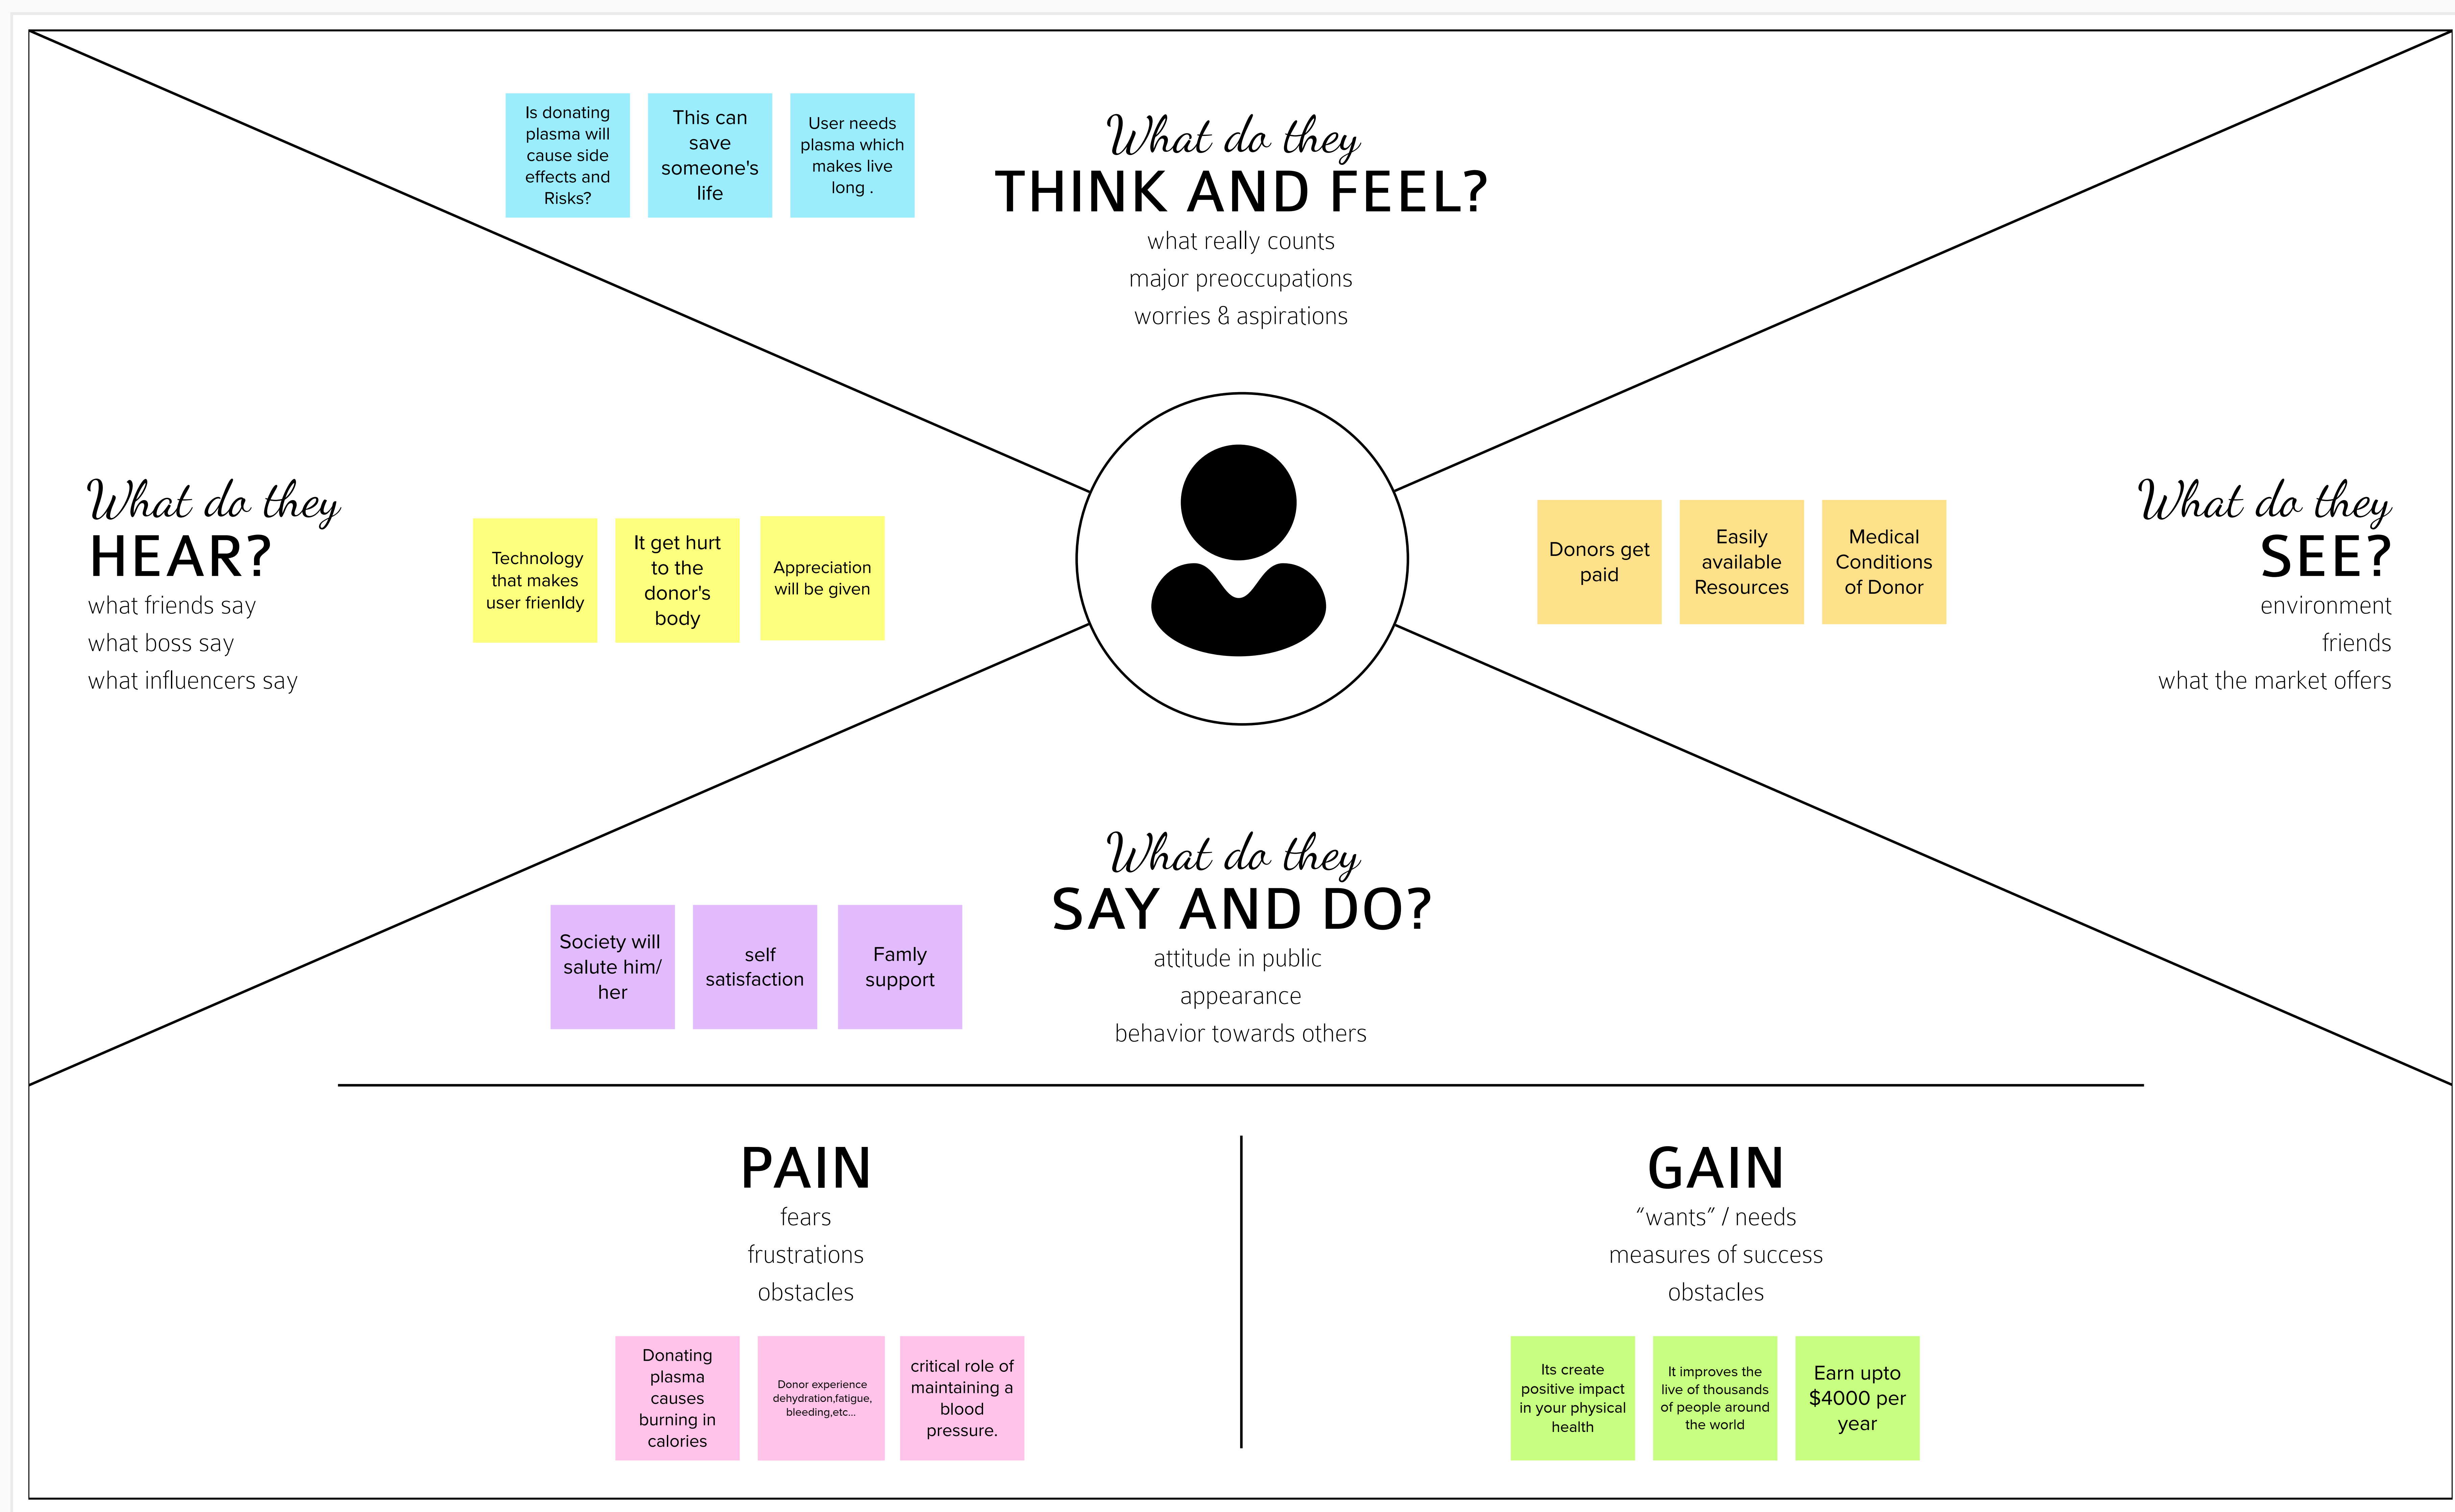 Is donating
plasma will
cause side
effects and
Risks?
This can
save
someone's
life
User needs
plasma which
makes live
long .
What do they
THINK AND FEEL?
what really counts
major preoccupations
worries & aspirations
What do they
HEAR?
what friends say
what boss say
what influencers say
Technology
that makes
user frienldy
It get hurt
to the
donor's
body
Appreciation
will be given
Donors get
paid
Easily
available
Resources
Medical
Conditions
of Donor
What do they
SEE?
environment
friends
what the market offers
Society will
salute him/
her
self
satisfaction
Famly
support
What do they
SAY AND DO?
attitude in public
appearance
behavior towards others
PAIN
fears
frustrations
obstacles
Donating
plasma
causes
burning in
calories
Donor experience
dehydration,fatigue,
bleeding,etc...
critical role of
maintaining a
blood
pressure.
GAIN
“wants” / needs
measures of success
obstacles
Its create
positive impact
in your physical
health
It improves the
live of thousands
of people around
the world
Earn upto
$4000 per
year